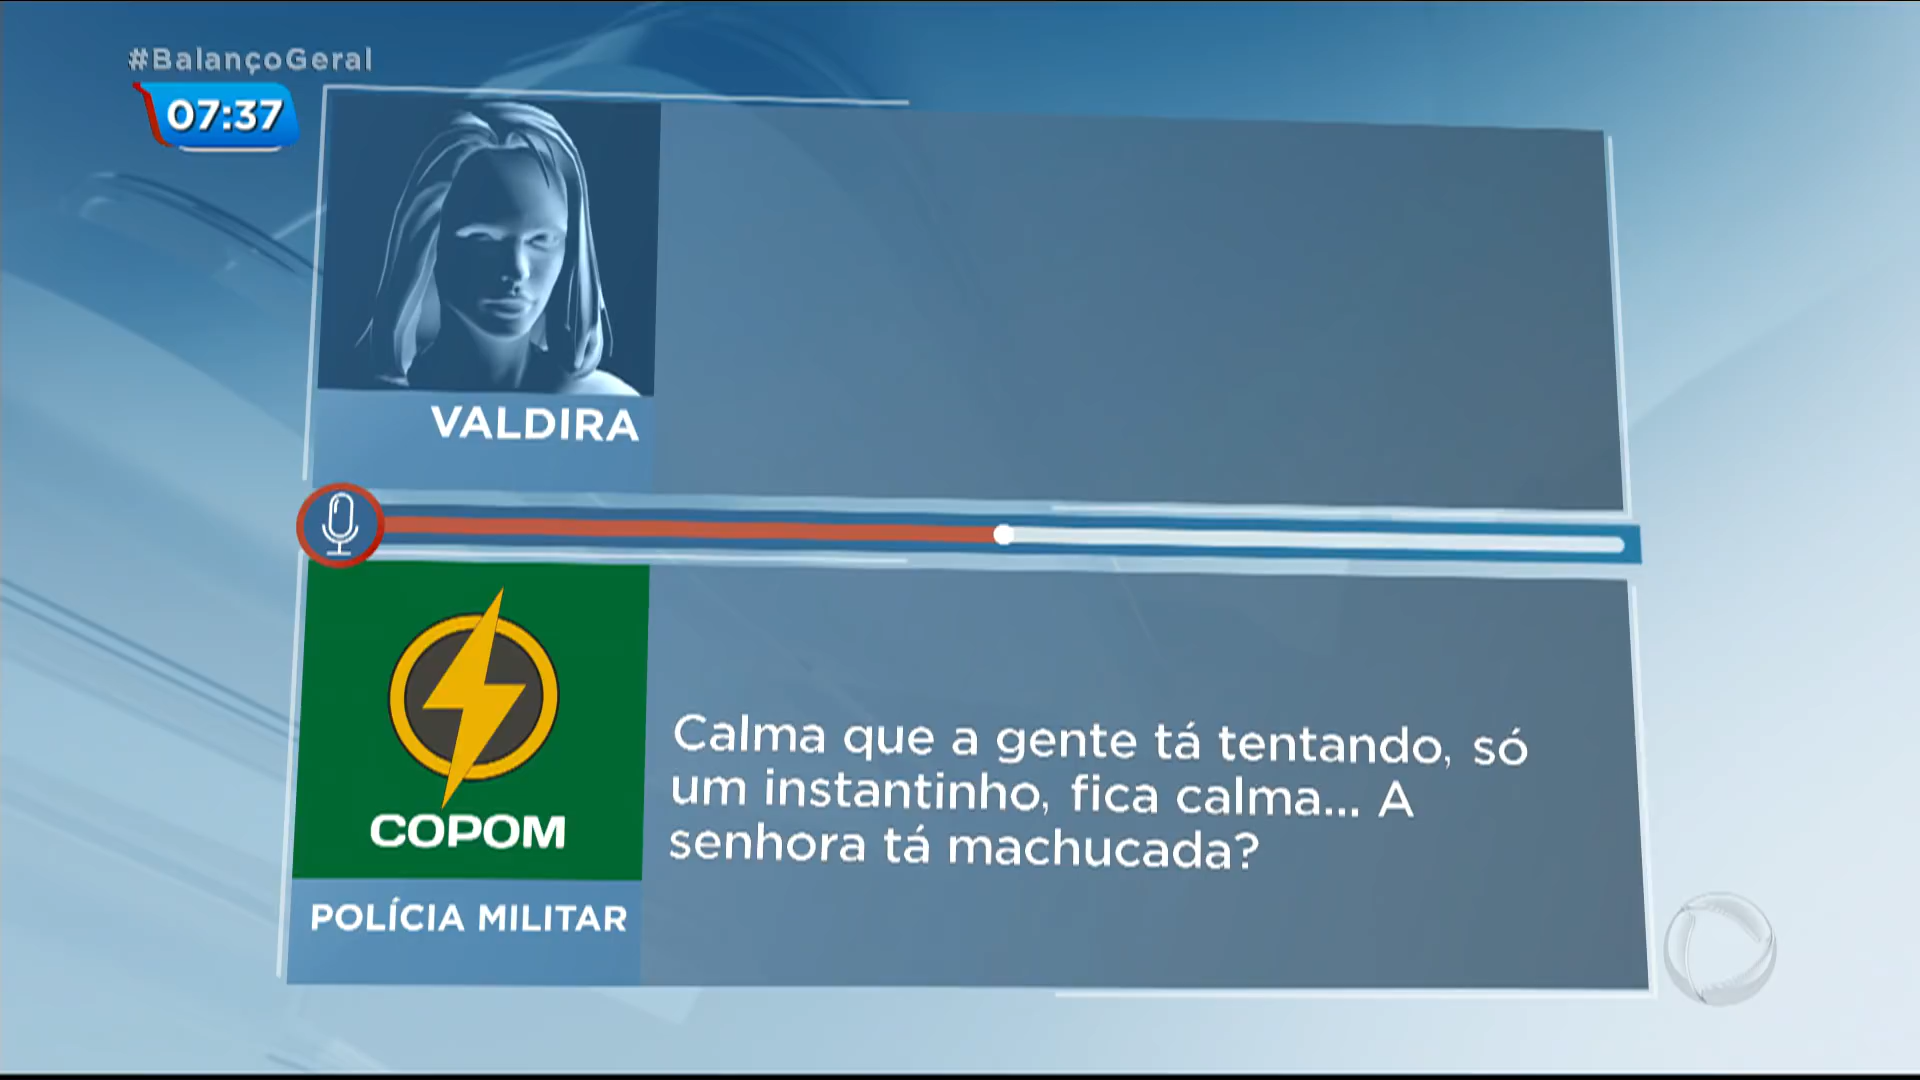 #BalançoGeral
07:37
VALDIRA
COPOM
POLÍCIA MILITAR
Calma que a gente tá tentando, só
um instantinho, fica calma... A
senhora tá machucada?